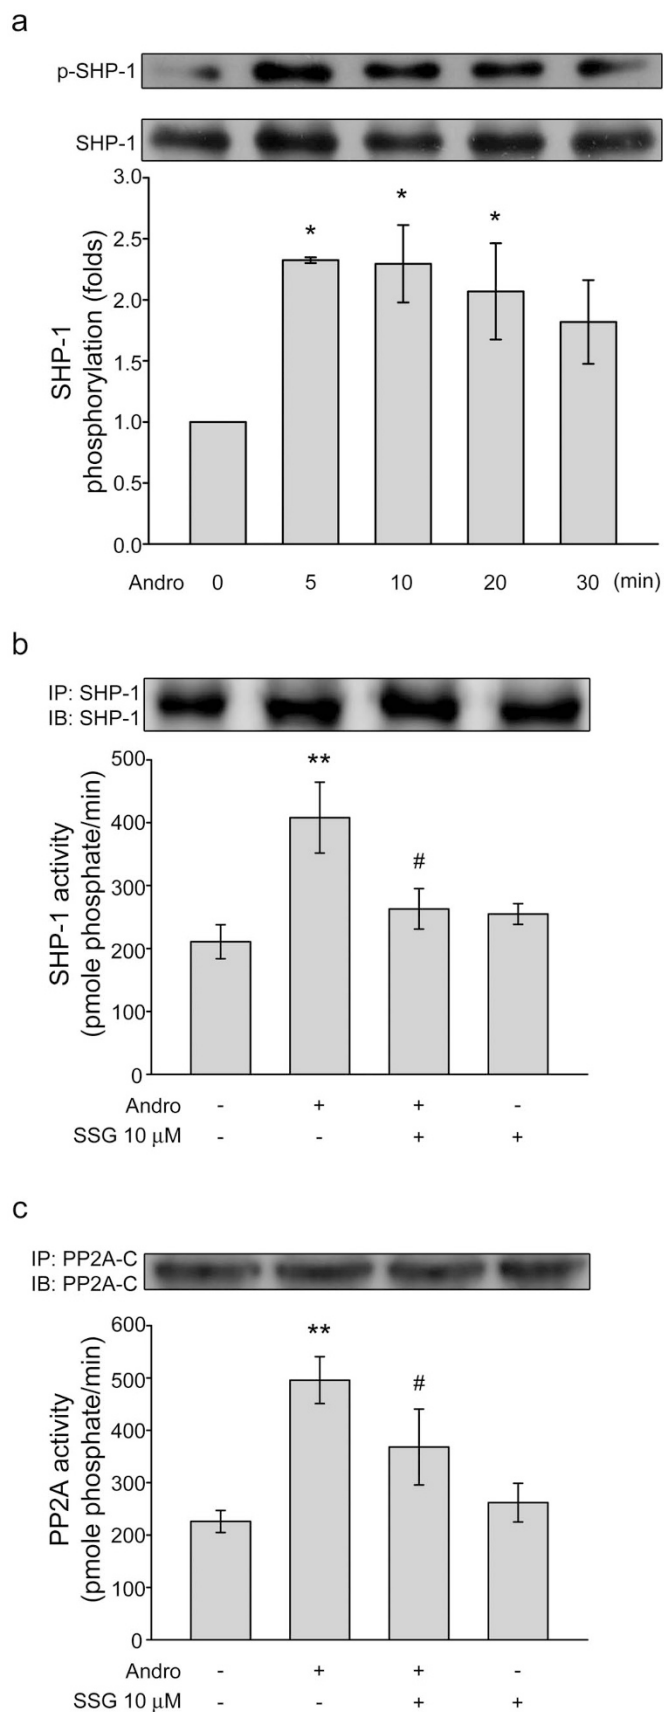 a
p-SHP-1
SHP-1
SHP-1
phosphorylation (folds)
3.0
2.5
2.0
1.5
1.0
0.5
0.0
* * *
Andro 0 5 10 20 30 (min)
b
IP: SHP-1
IB: SHP-1
SHP-1 activity
(pmole phosphate/min)
500
400
300
200
100
0
**
#
Andro - + + -
SSG 10 μM - - + +
c
IP: PP2A-C
IB: PP2A-C
PP2A activity
(pmole phosphate/min)
600
500
400
300
200
100
0
**
#
Andro - + + -
SSG 10 μM - - + +